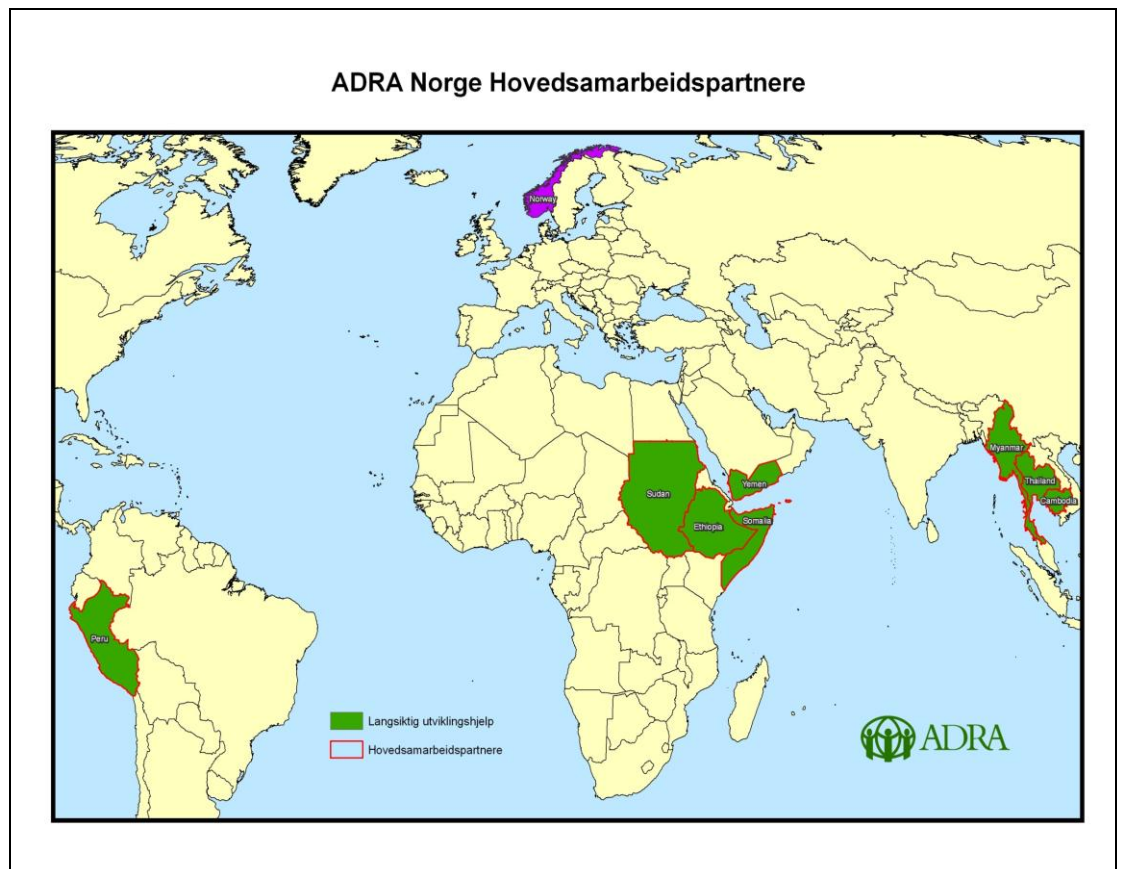 ADRA Norge Hovedsamarbeidspartnere
Norway
Myanmar
Thailand
Cambodia
Yemen
Sudan
Somalia
Ethiopia
Peru
Langsiktig utviklingshjelp
Hovedsamarbeidspartnere
ADRA